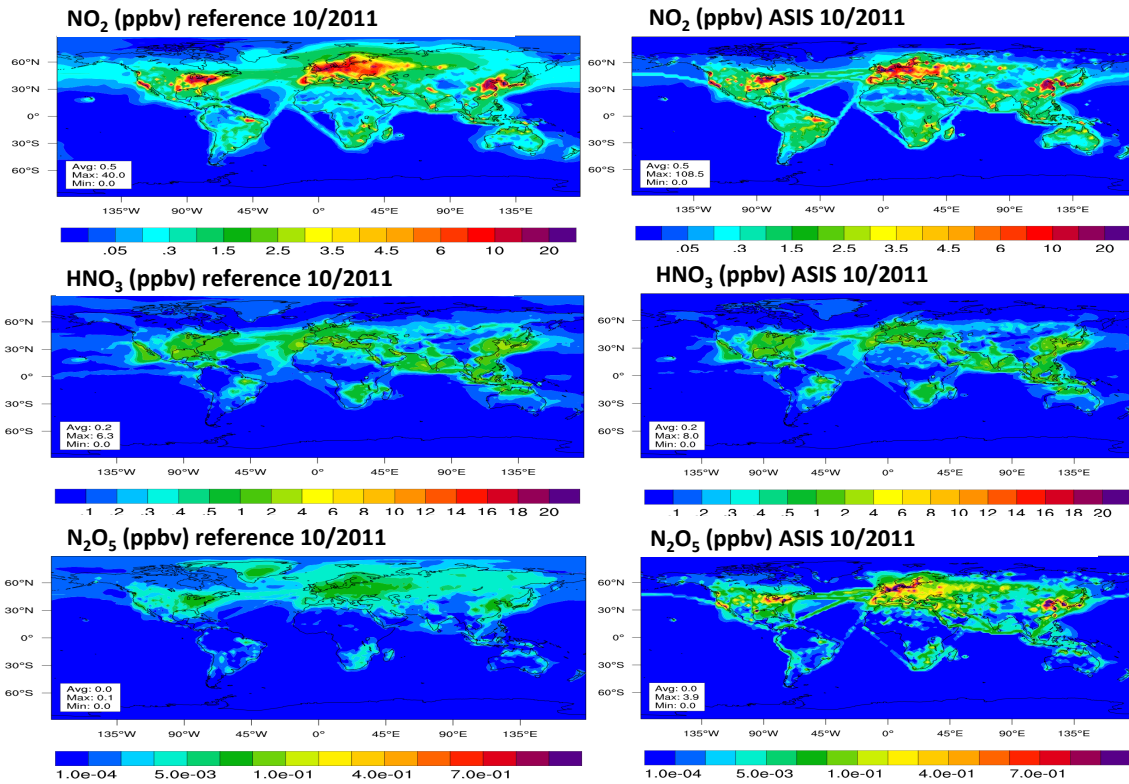 NO₂ (ppbv) reference 10/2011
60°N
30°N
0°
30°S
60°S
Avg: 0.5
Max: 40.0
Min: 0.0
135°W 90°W 45°W 0° 45°E 90°E 135°E
.05 .3 1.5 2.5 3.5 4.5 6 10 20
NO₂ (ppbv) ASIS 10/2011
60°N
30°N
0°
30°S
60°S
Avg: 0.5
Max: 108.5
Min: 0.0
135°W 90°W 45°W 0° 45°E 90°E 135°E
.05 .3 1.5 2.5 3.5 4.5 6 10 20
HNO₃ (ppbv) reference 10/2011
60°N
30°N
0°
30°S
60°S
Avg: 0.2
Max: 6.3
Min: 0.0
135°W 90°W 45°W 0° 45°E 90°E 135°E
.1 .2 .3 .4 .5 1 2 4 6 8 10 12 14 16 18 20
HNO₃ (ppbv) ASIS 10/2011
60°N
30°N
0°
30°S
60°S
Avg: 0.2
Max: 8.0
Min: 0.0
135°W 90°W 45°W 0° 45°E 90°E 135°E
.1 .2 .3 .4 .5 1 2 4 6 8 10 12 14 16 18 20
N₂O₅ (ppbv) reference 10/2011
60°N
30°N
0°
30°S
60°S
Avg: 0.0
Max: 0.1
Min: 0.0
135°W 90°W 45°W 0° 45°E 90°E 135°E
1.0e-04 5.0e-03 1.0e-01 4.0e-01 7.0e-01
N₂O₅ (ppbv) ASIS 10/2011
60°N
30°N
0°
30°S
60°S
Avg: 0.0
Max: 3.9
Min: 0.0
135°W 90°W 45°W 0° 45°E 90°E 135°E
1.0e-04 5.0e-03 1.0e-01 4.0e-01 7.0e-01